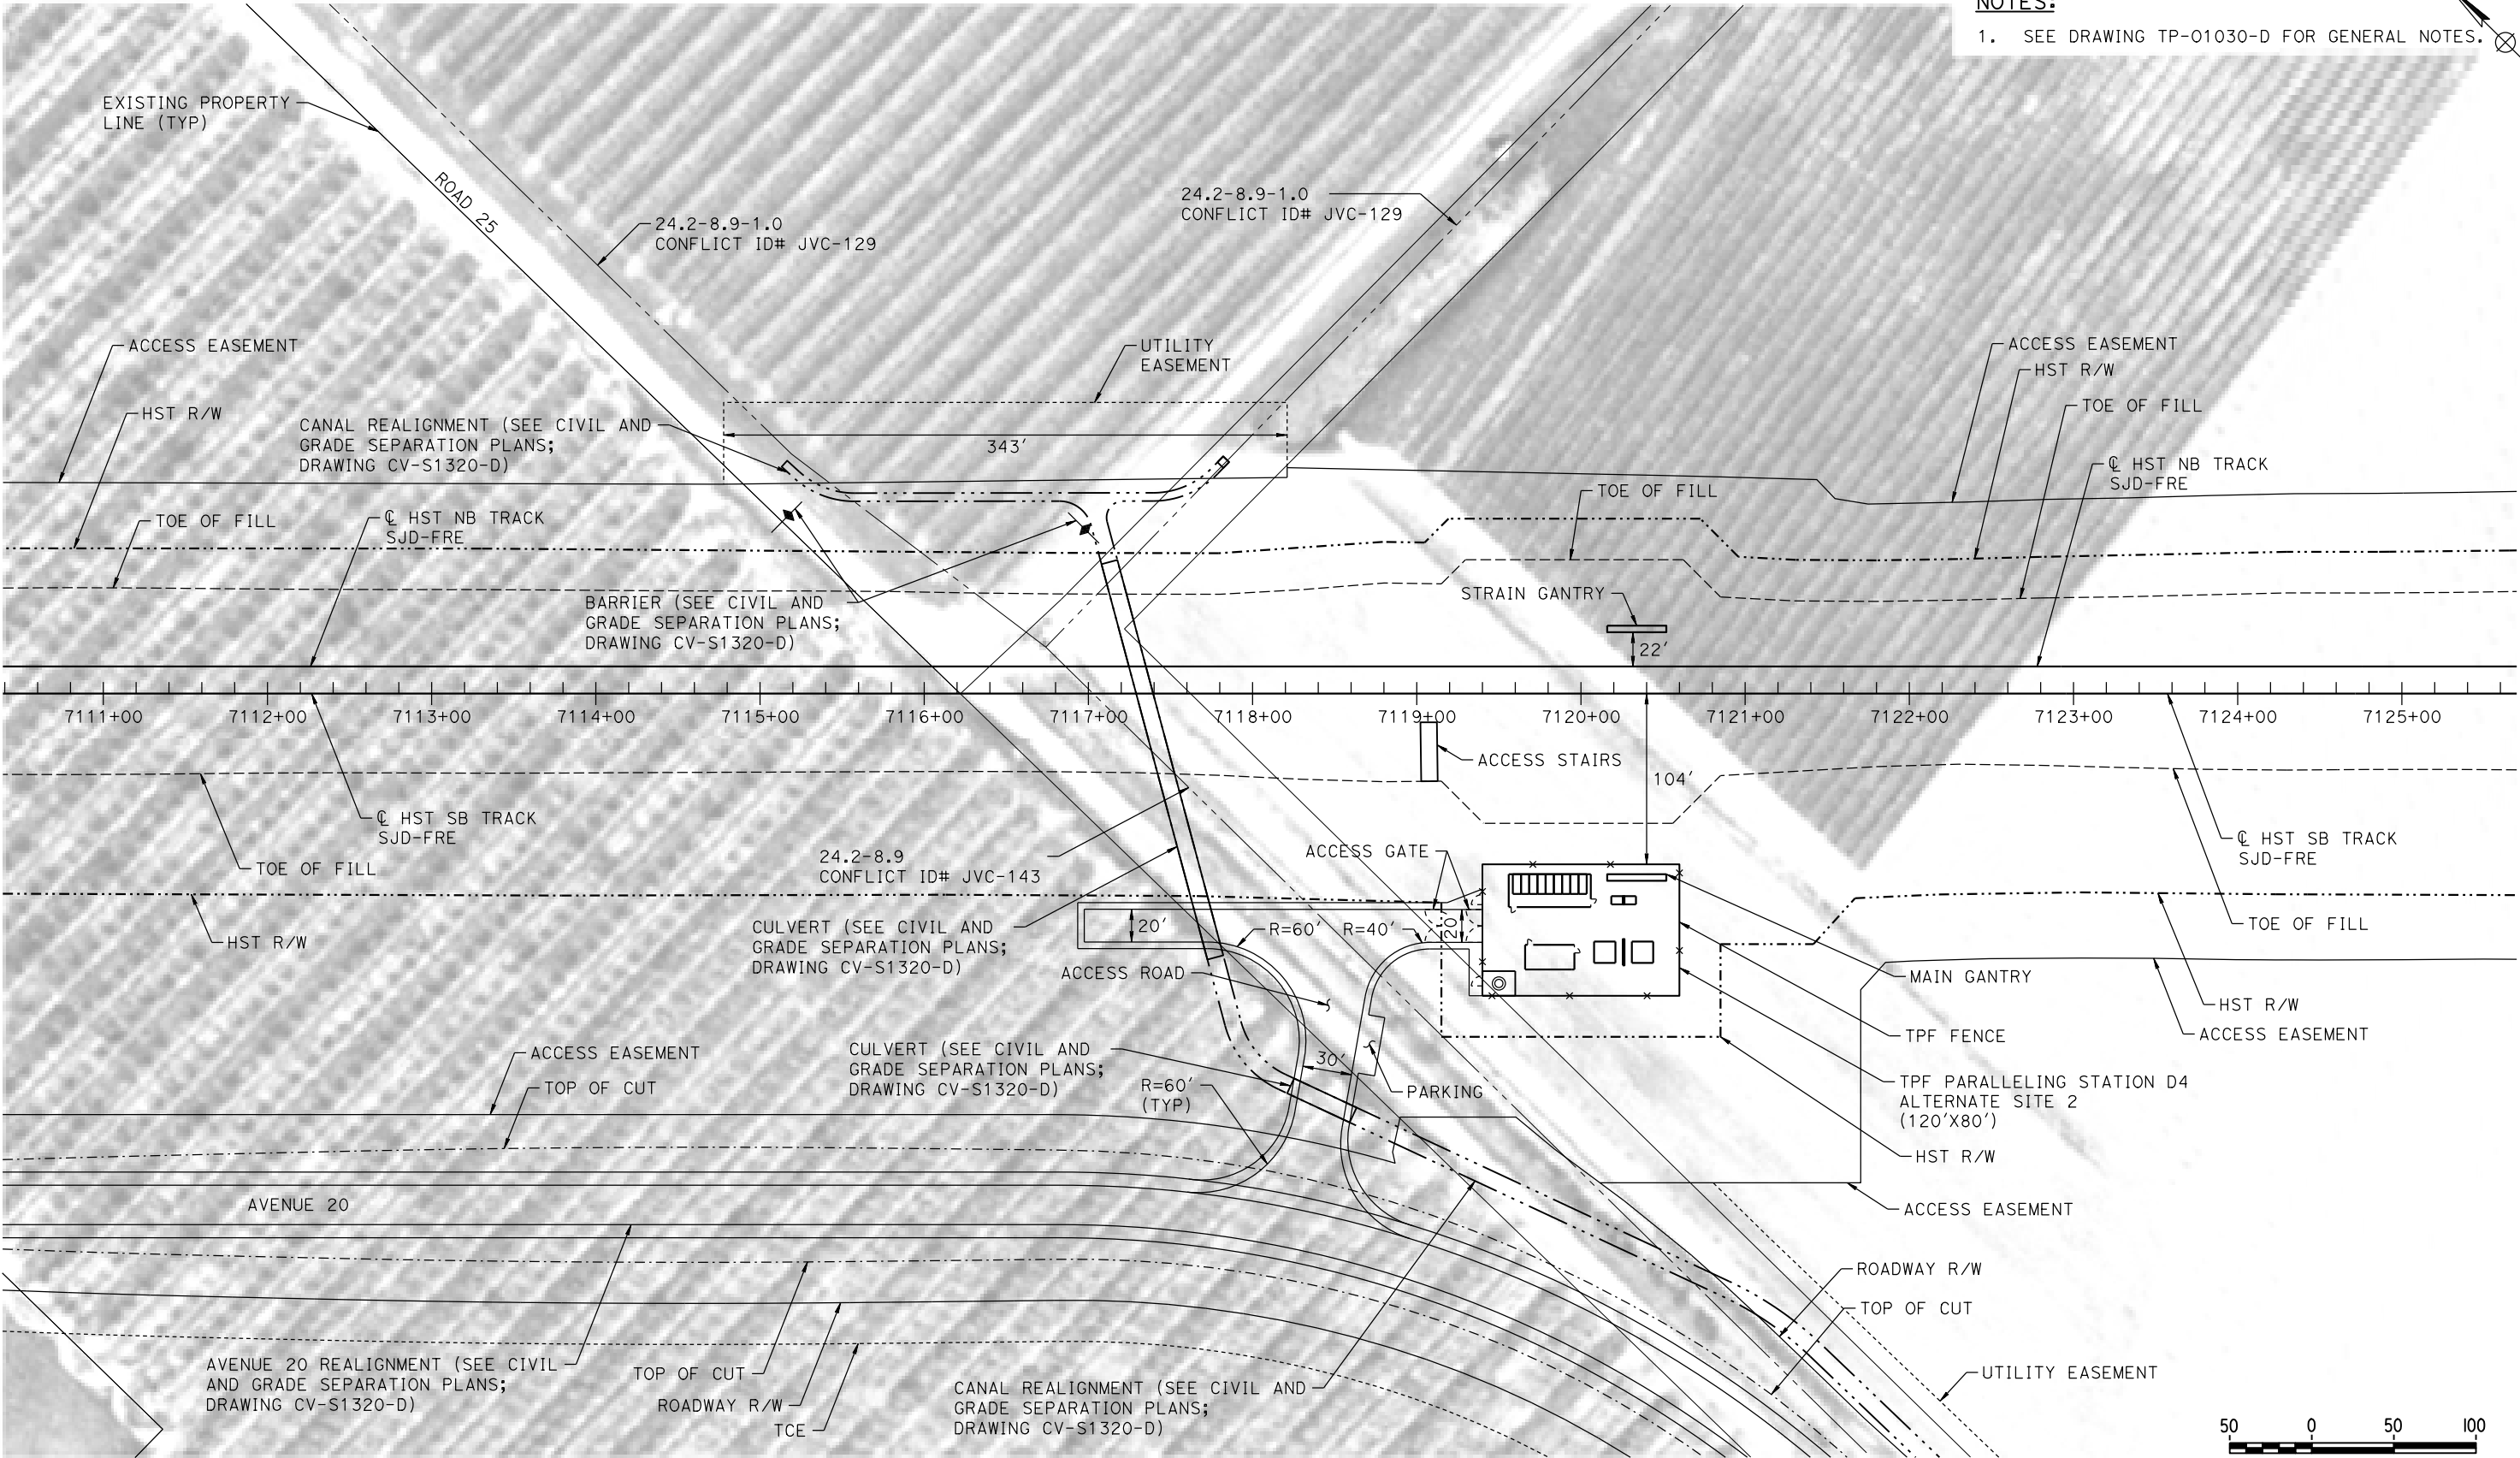 NOTES:
1. SEE DRAWING TP-01030-D FOR GENERAL NOTES.
EXISTING PROPERTY
LINE (TYP)
ROAD 25
24.2-8.9-1.0
CONFLICT ID# JVC-129
24.2-8.9-1.0
CONFLICT ID# JVC-129
ACCESS EASEMENT
UTILITY
EASEMENT
ACCESS EASEMENT
HST R/W
HST R/W
TOE OF FILL
CANAL REALIGNMENT (SEE CIVIL AND
GRADE SEPARATION PLANS;
DRAWING CV-S1320-D)
343'
℄ HST NB TRACK
SJD-FRE
TOE OF FILL
TOE OF FILL
℄ HST NB TRACK
SJD-FRE
BARRIER (SEE CIVIL AND
GRADE SEPARATION PLANS;
DRAWING CV-S1320-D)
STRAIN GANTRY
22'
7111+00
7112+00
7113+00
7114+00
7115+00
7116+00
7117+00
7118+00
7119+00
7120+00
7121+00
7122+00
7123+00
7124+00
7125+00
ACCESS STAIRS
104'
℄ HST SB TRACK
SJD-FRE
TOE OF FILL
24.2-8.9
CONFLICT ID# JVC-143
ACCESS GATE
℄ HST SB TRACK
SJD-FRE
HST R/W
CULVERT (SEE CIVIL AND
GRADE SEPARATION PLANS;
DRAWING CV-S1320-D)
20'
R=60'
R=40'
20'
TOE OF FILL
ACCESS ROAD
MAIN GANTRY
HST R/W
ACCESS EASEMENT
TPF FENCE
ACCESS EASEMENT
TOP OF CUT
CULVERT (SEE CIVIL AND
GRADE SEPARATION PLANS;
DRAWING CV-S1320-D)
30'
R=60'
(TYP)
PARKING
TPF PARALLELING STATION D4
ALTERNATE SITE 2
(120'X80')
HST R/W
AVENUE 20
ACCESS EASEMENT
ROADWAY R/W
TOP OF CUT
AVENUE 20 REALIGNMENT (SEE CIVIL
AND GRADE SEPARATION PLANS;
DRAWING CV-S1320-D)
TOP OF CUT
ROADWAY R/W
TCE
CANAL REALIGNMENT (SEE CIVIL AND
GRADE SEPARATION PLANS;
DRAWING CV-S1320-D)
UTILITY EASEMENT
50 0 50 100